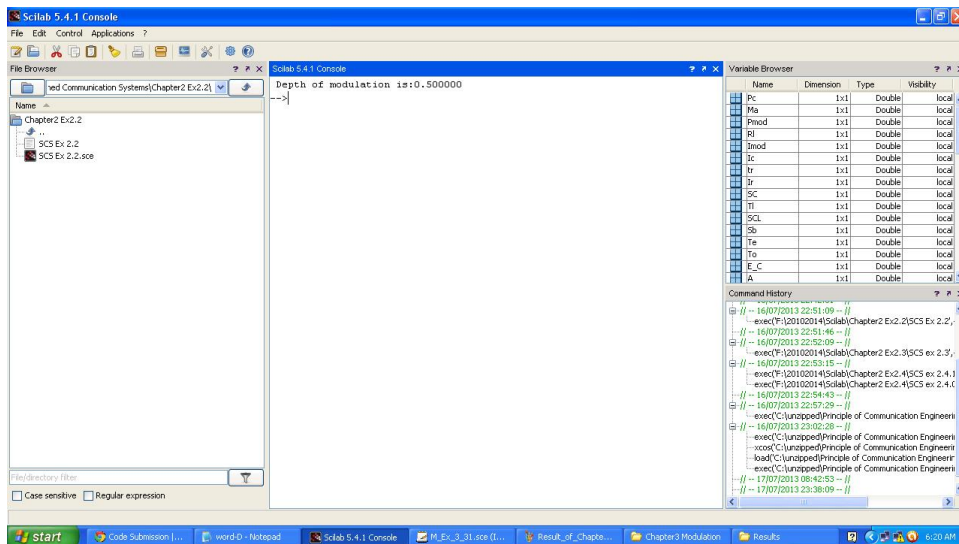 Scilab 5.4.1 Console
File Edit Control Applications ?
File Browser
ned Communication Systems\Chapter2 Ex2.2\
Name
Chapter2 Ex2.2
..
SCS Ex 2.2
SCS Ex 2.2.sce
File/directory filter
Case sensitive Regular expression
Scilab 5.4.1 Console
Depth of modulation is:0.500000
-->
Variable Browser
Name Dimension Type Visibility
Pc 1x1 Double local
Ma 1x1 Double local
Pmod 1x1 Double local
Rl 1x1 Double local
Imod 1x1 Double local
Ic 1x1 Double local
tr 1x1 Double local
Ir 1x1 Double local
SC 1x1 Double local
Tl 1x1 Double local
SCL 1x1 Double local
Sb 1x1 Double local
Te 1x1 Double local
To 1x1 Double local
E_C 1x1 Double local
A 1x1 Double local
Command History
// -- 16/07/2013 22:51:09 -- //
exec('F:\20102014\Scilab\Chapter2 Ex2.2\SCS Ex 2.2',
// -- 16/07/2013 22:51:46 -- //
// -- 16/07/2013 22:52:09 -- //
exec('F:\20102014\Scilab\Chapter2 Ex2.3\SCS ex 2.3',
// -- 16/07/2013 22:53:15 -- //
exec('F:\20102014\Scilab\Chapter2 Ex2.4\SCS ex 2.4.1
exec('F:\20102014\Scilab\Chapter2 Ex2.4\SCS ex 2.4.(
// -- 16/07/2013 22:54:43 -- //
// -- 16/07/2013 22:57:29 -- //
exec('C:\unzipped\Principle of Communication Engineerin
// -- 16/07/2013 23:02:28 -- //
exec('C:\unzipped\Principle of Communication Engineerin
xcos('C:\unzipped\Principle of Communication Engineerin
load('C:\unzipped\Principle of Communication Engineerin
exec('C:\unzipped\Principle of Communication Engineerin
// -- 17/07/2013 08:42:53 -- //
// -- 17/07/2013 23:38:09 -- //
start Code Submission |... word-D - Notepad Scilab 5.4.1 Console M_Ex_3_31.sce (I... Result_of_Chapte... Chapter3 Modulation Results 6:20 AM